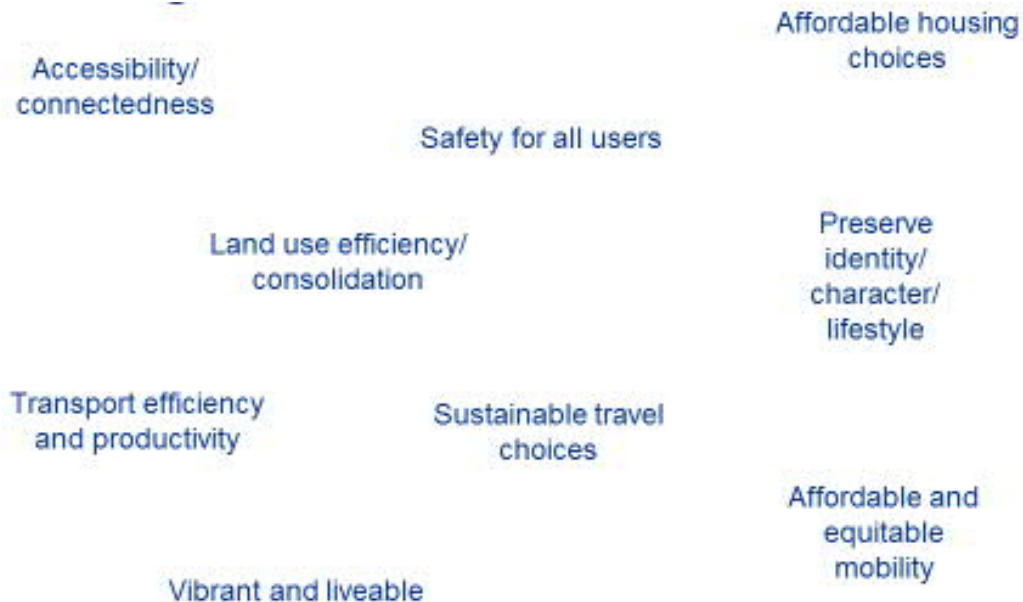 Affordable housing
choices
Accessibility/
connectedness
Safety for all users
Land use efficiency/
consolidation
Preserve
identity/
character/
lifestyle
Transport efficiency
and productivity
Sustainable travel
choices
Affordable and
equitable
mobility
Vibrant and liveable